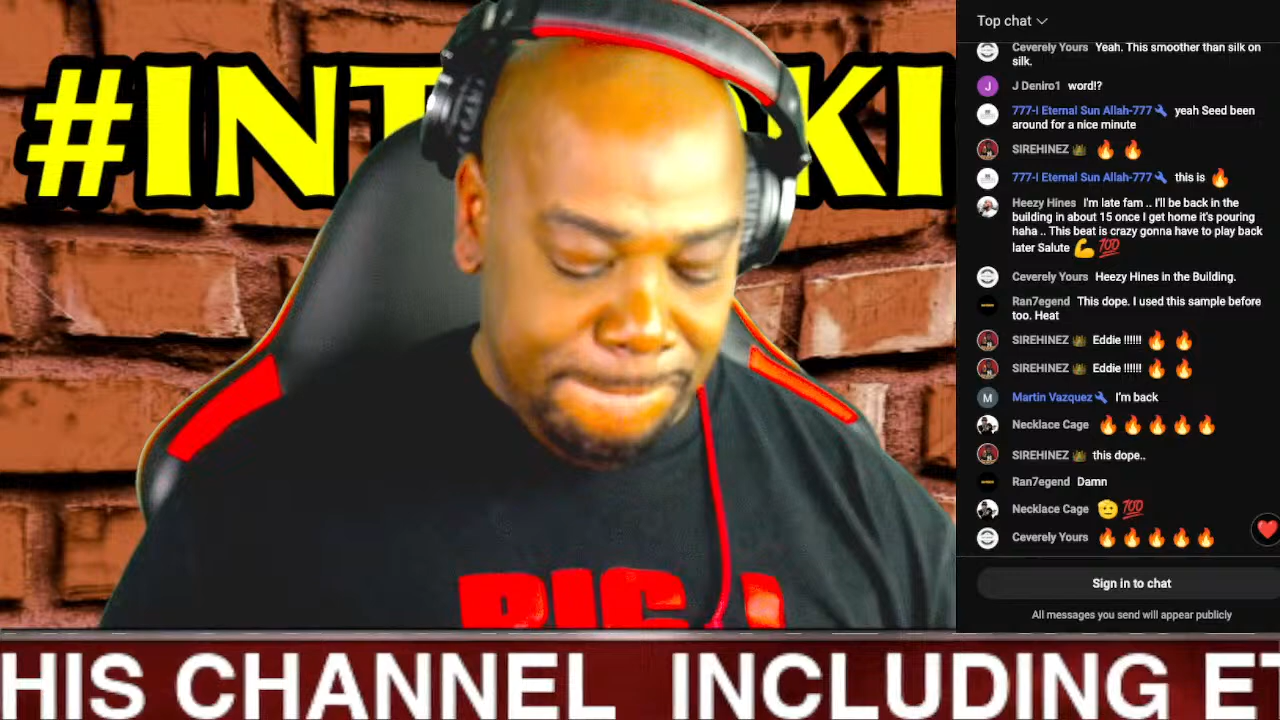 #INT
KI
BIG J
HIS CHANNEL INCLUDING ET
Top chat
Ceverely Yours Yeah. This smoother than silk on
silk.
J
J Deniro1 word!?
777-I Eternal Sun Allah-777 yeah Seed been
around for a nice minute
SIREHINEZ 🔥 🔥
777-I Eternal Sun Allah-777 this is 🔥
Heezy Hines I'm late fam .. I'll be back in the
building in about 15 once I get home it's pouring
haha .. This beat is crazy gonna have to play back
later Salute 💪 💯
Ceverely Yours Heezy Hines in the Building.
Ran7egend This dope. I used this sample before
too. Heat
SIREHINEZ Eddie !!!!!! 🔥 🔥
SIREHINEZ Eddie !!!!!! 🔥 🔥
M
Martin Vazquez I'm back
Necklace Cage 🔥 🔥 🔥 🔥 🔥
SIREHINEZ this dope..
Ran7egend Damn
Necklace Cage 🫡 💯
Ceverely Yours 🔥 🔥 🔥 🔥 🔥
Sign in to chat
All messages you send will appear publicly